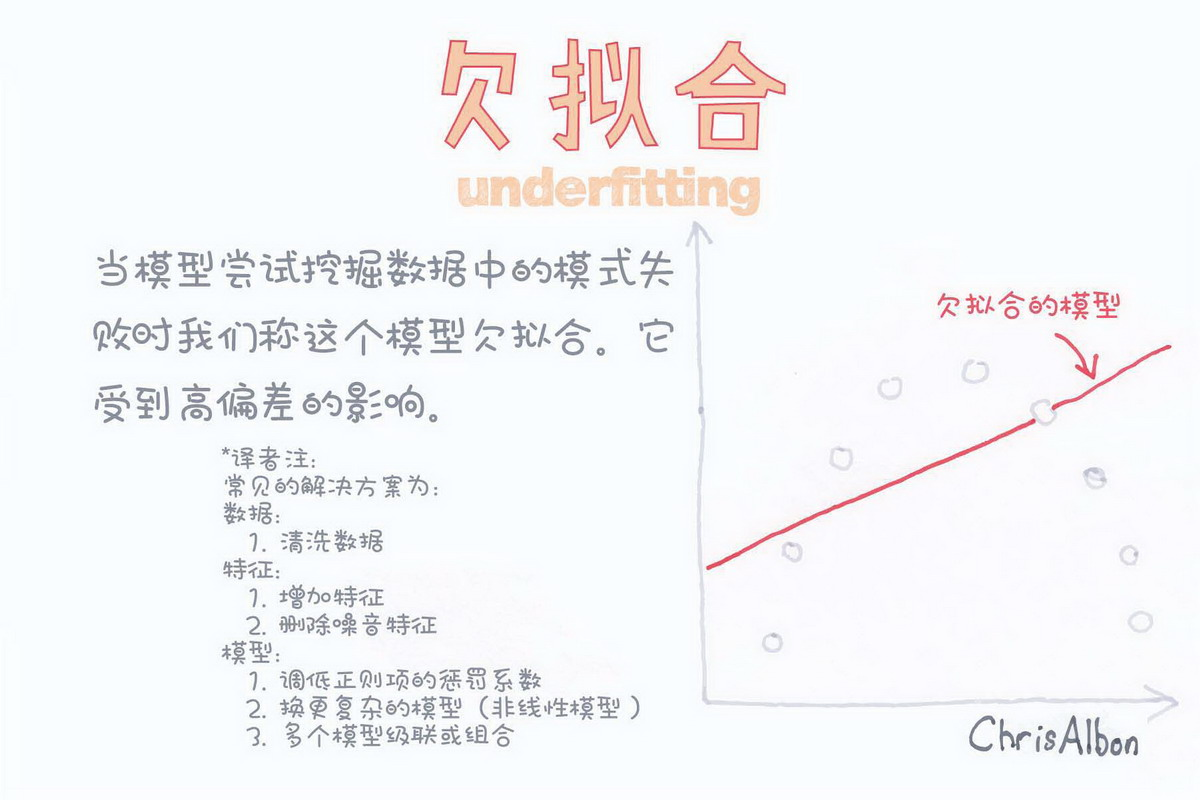 欠拟合
underfitting
当模型尝试挖掘数据中的模式失
败时我们称这个模型欠拟合。它
受到高偏差的影响。
*译者注:
常见的解决方案为:
数据:
1. 清洗数据
特征:
1. 增加特征
2. 删除噪音特征
模型:
1. 调低正则项的惩罚系数
2. 换更复杂的模型（非线性模型）
3. 多个模型级联或组合
欠拟合的模型
ChrisAlbon